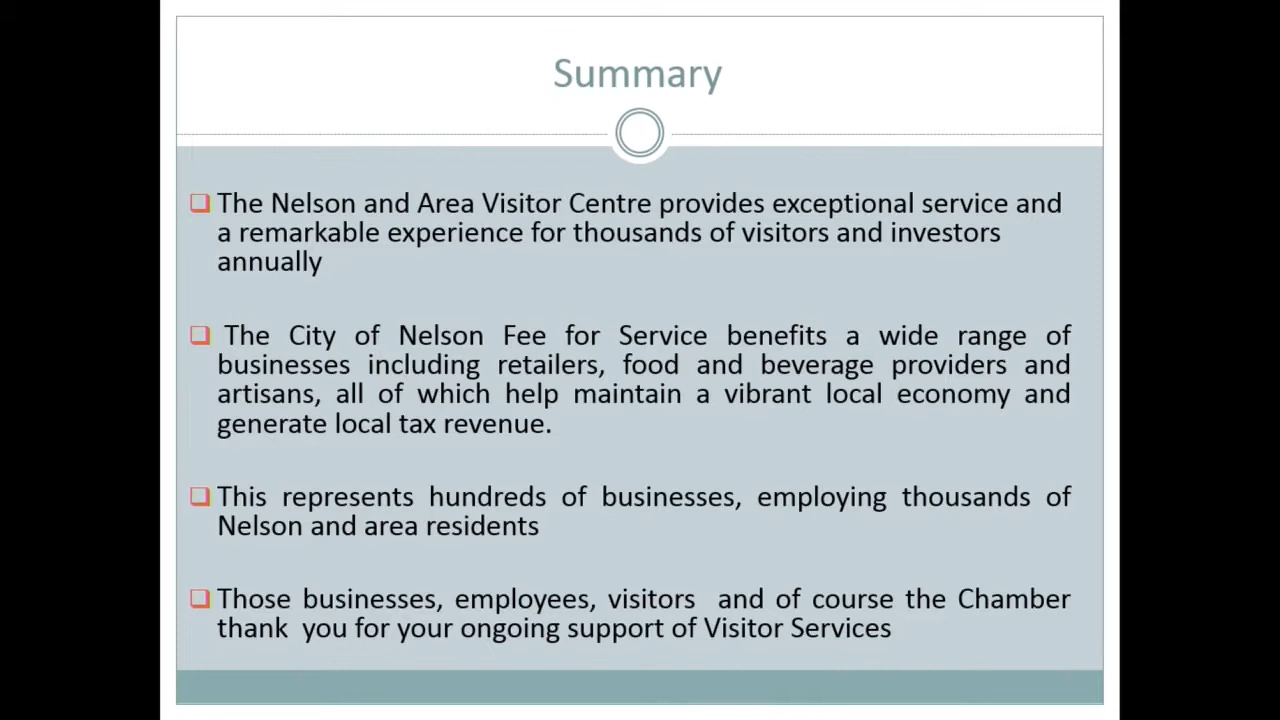 Summary
The Nelson and Area Visitor Centre provides exceptional service and
a remarkable experience for thousands of visitors and investors
annually
The City of Nelson Fee for Service benefits a wide range of
businesses including retailers, food and beverage providers and
artisans, all of which help maintain a vibrant local economy and
generate local tax revenue.
This represents hundreds of businesses, employing thousands of
Nelson and area residents
Those businesses, employees, visitors  and of course the Chamber
thank  you for your ongoing support of Visitor Services